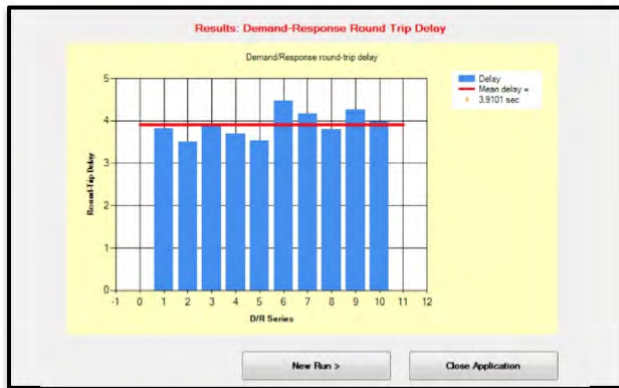 Results: Demand-Response Round Trip Delay
Demand/Response round-trip delay
Round-Trip Delay
5
4
3
2
1
0
-1 0 1 2 3 4 5 6 7 8 9 10 11 12
D/R Series
Delay
Mean delay =
3.9101 sec
New Run >
Close Application